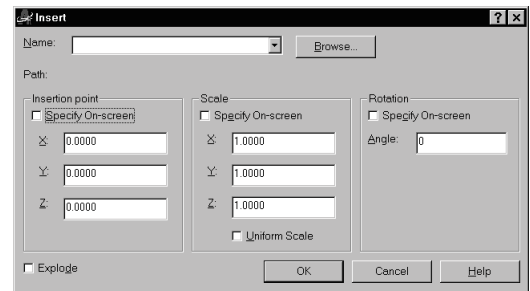 Insert
Name:
Browse...
Path:
Insertion point
Specify On-screen
X: 0.0000
Y: 0.0000
Z: 0.0000
Scale
Specify On-screen
X: 1.0000
Y: 1.0000
Z: 1.0000
Uniform Scale
Rotation
Specify On-screen
Angle: 0
Explode
OK Cancel Help